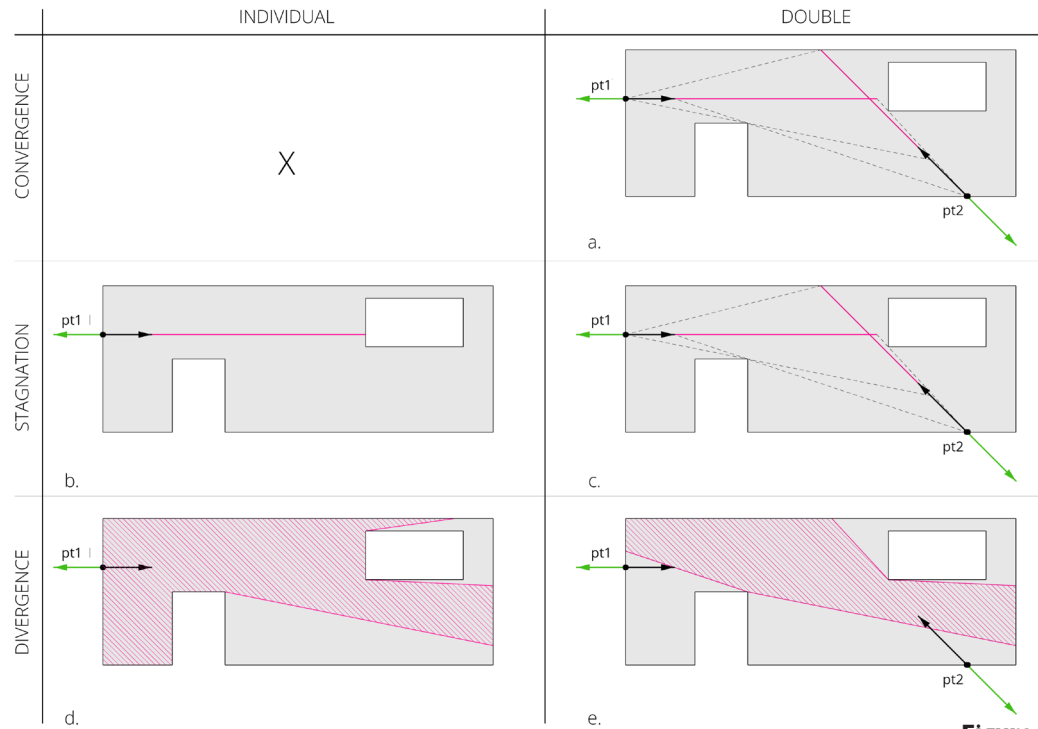 INDIVIDUAL
DOUBLE
CONVERGENCE
X
pt1
pt2
a.
STAGNATION
pt1
b.
pt1
pt2
c.
DIVERGENCE
pt1
d.
pt1
pt2
e.